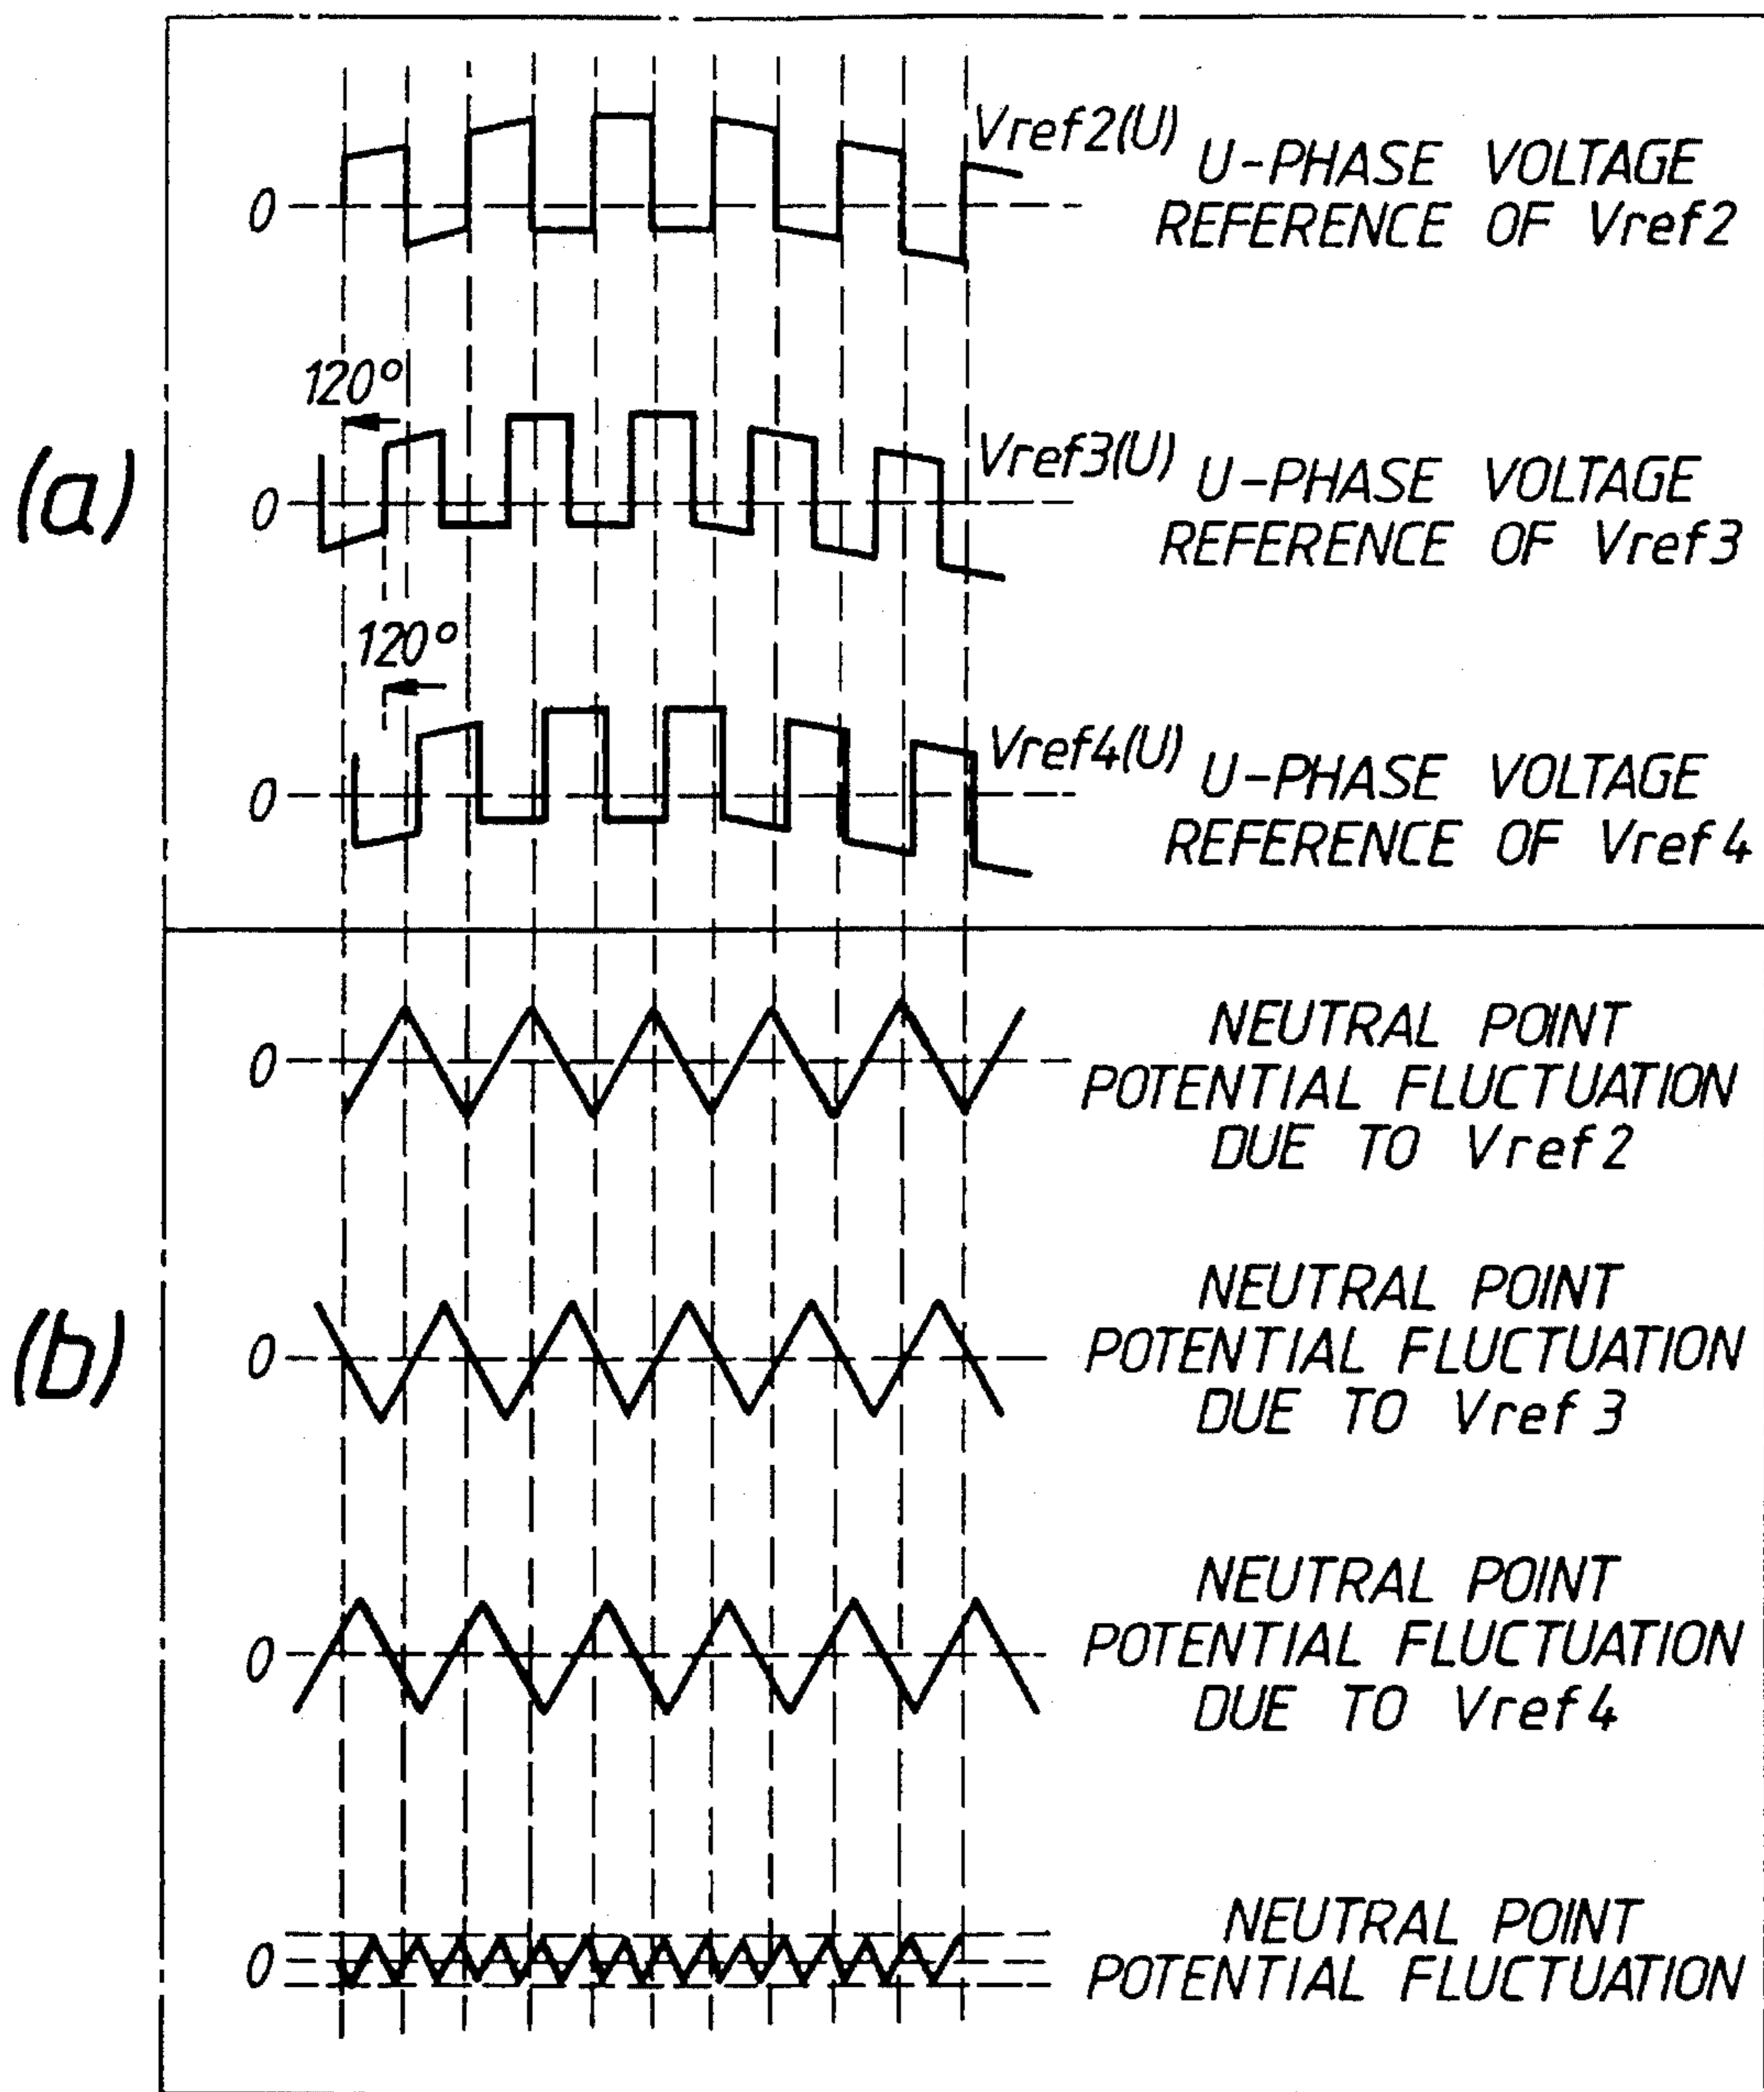 (a)
0
Vref2(U)
U-PHASE VOLTAGE
REFERENCE OF Vref2
120°
0
Vref3(U)
U-PHASE VOLTAGE
REFERENCE OF Vref3
120°
0
Vref4(U)
U-PHASE VOLTAGE
REFERENCE OF Vref4
(b)
0
NEUTRAL POINT
POTENTIAL FLUCTUATION
DUE TO Vref2
0
NEUTRAL POINT
POTENTIAL FLUCTUATION
DUE TO Vref3
0
NEUTRAL POINT
POTENTIAL FLUCTUATION
DUE TO Vref4
0
NEUTRAL POINT
POTENTIAL FLUCTUATION